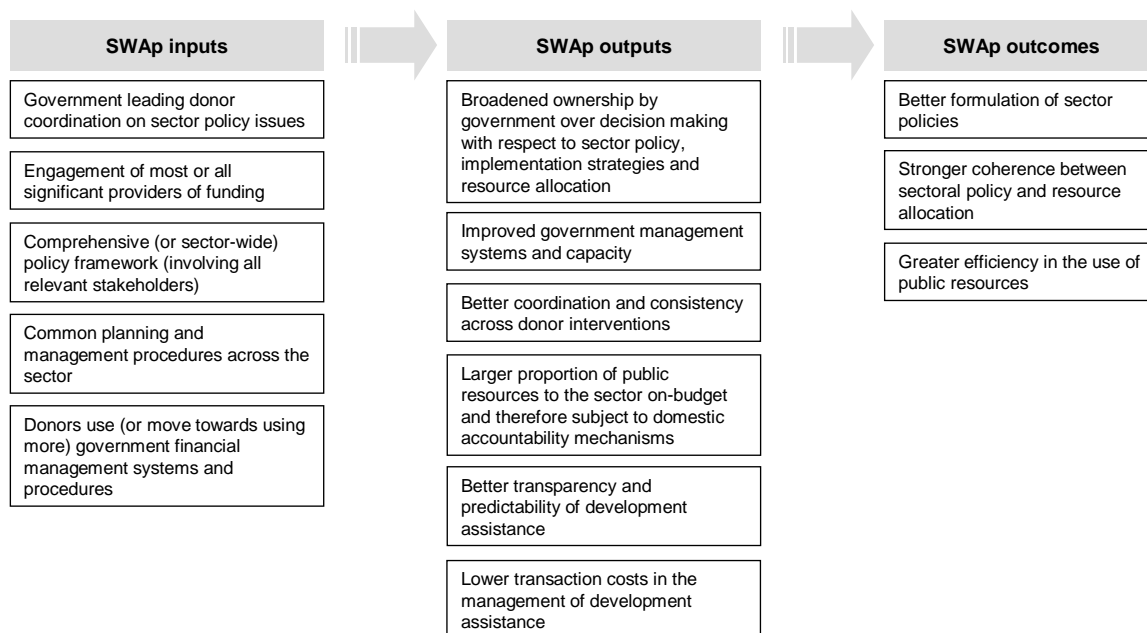 SWAp inputs
Government leading donor
coordination on sector policy issues
Engagement of most or all
significant providers of funding
Comprehensive (or sector-wide)
policy framework (involving all
relevant stakeholders)
Common planning and
management procedures across the
sector
Donors use (or move towards using
more) government financial
management systems and
procedures
SWAp outputs
Broadened ownership by
government over decision making
with respect to sector policy,
implementation strategies and
resource allocation
Improved government management
systems and capacity
Better coordination and consistency
across donor interventions
Larger proportion of public
resources to the sector on-budget
and therefore subject to domestic
accountability mechanisms
Better transparency and
predictability of development
assistance
Lower transaction costs in the
management of development
assistance
SWAp outcomes
Better formulation of sector
policies
Stronger coherence between
sectoral policy and resource
allocation
Greater efficiency in the use of
public resources